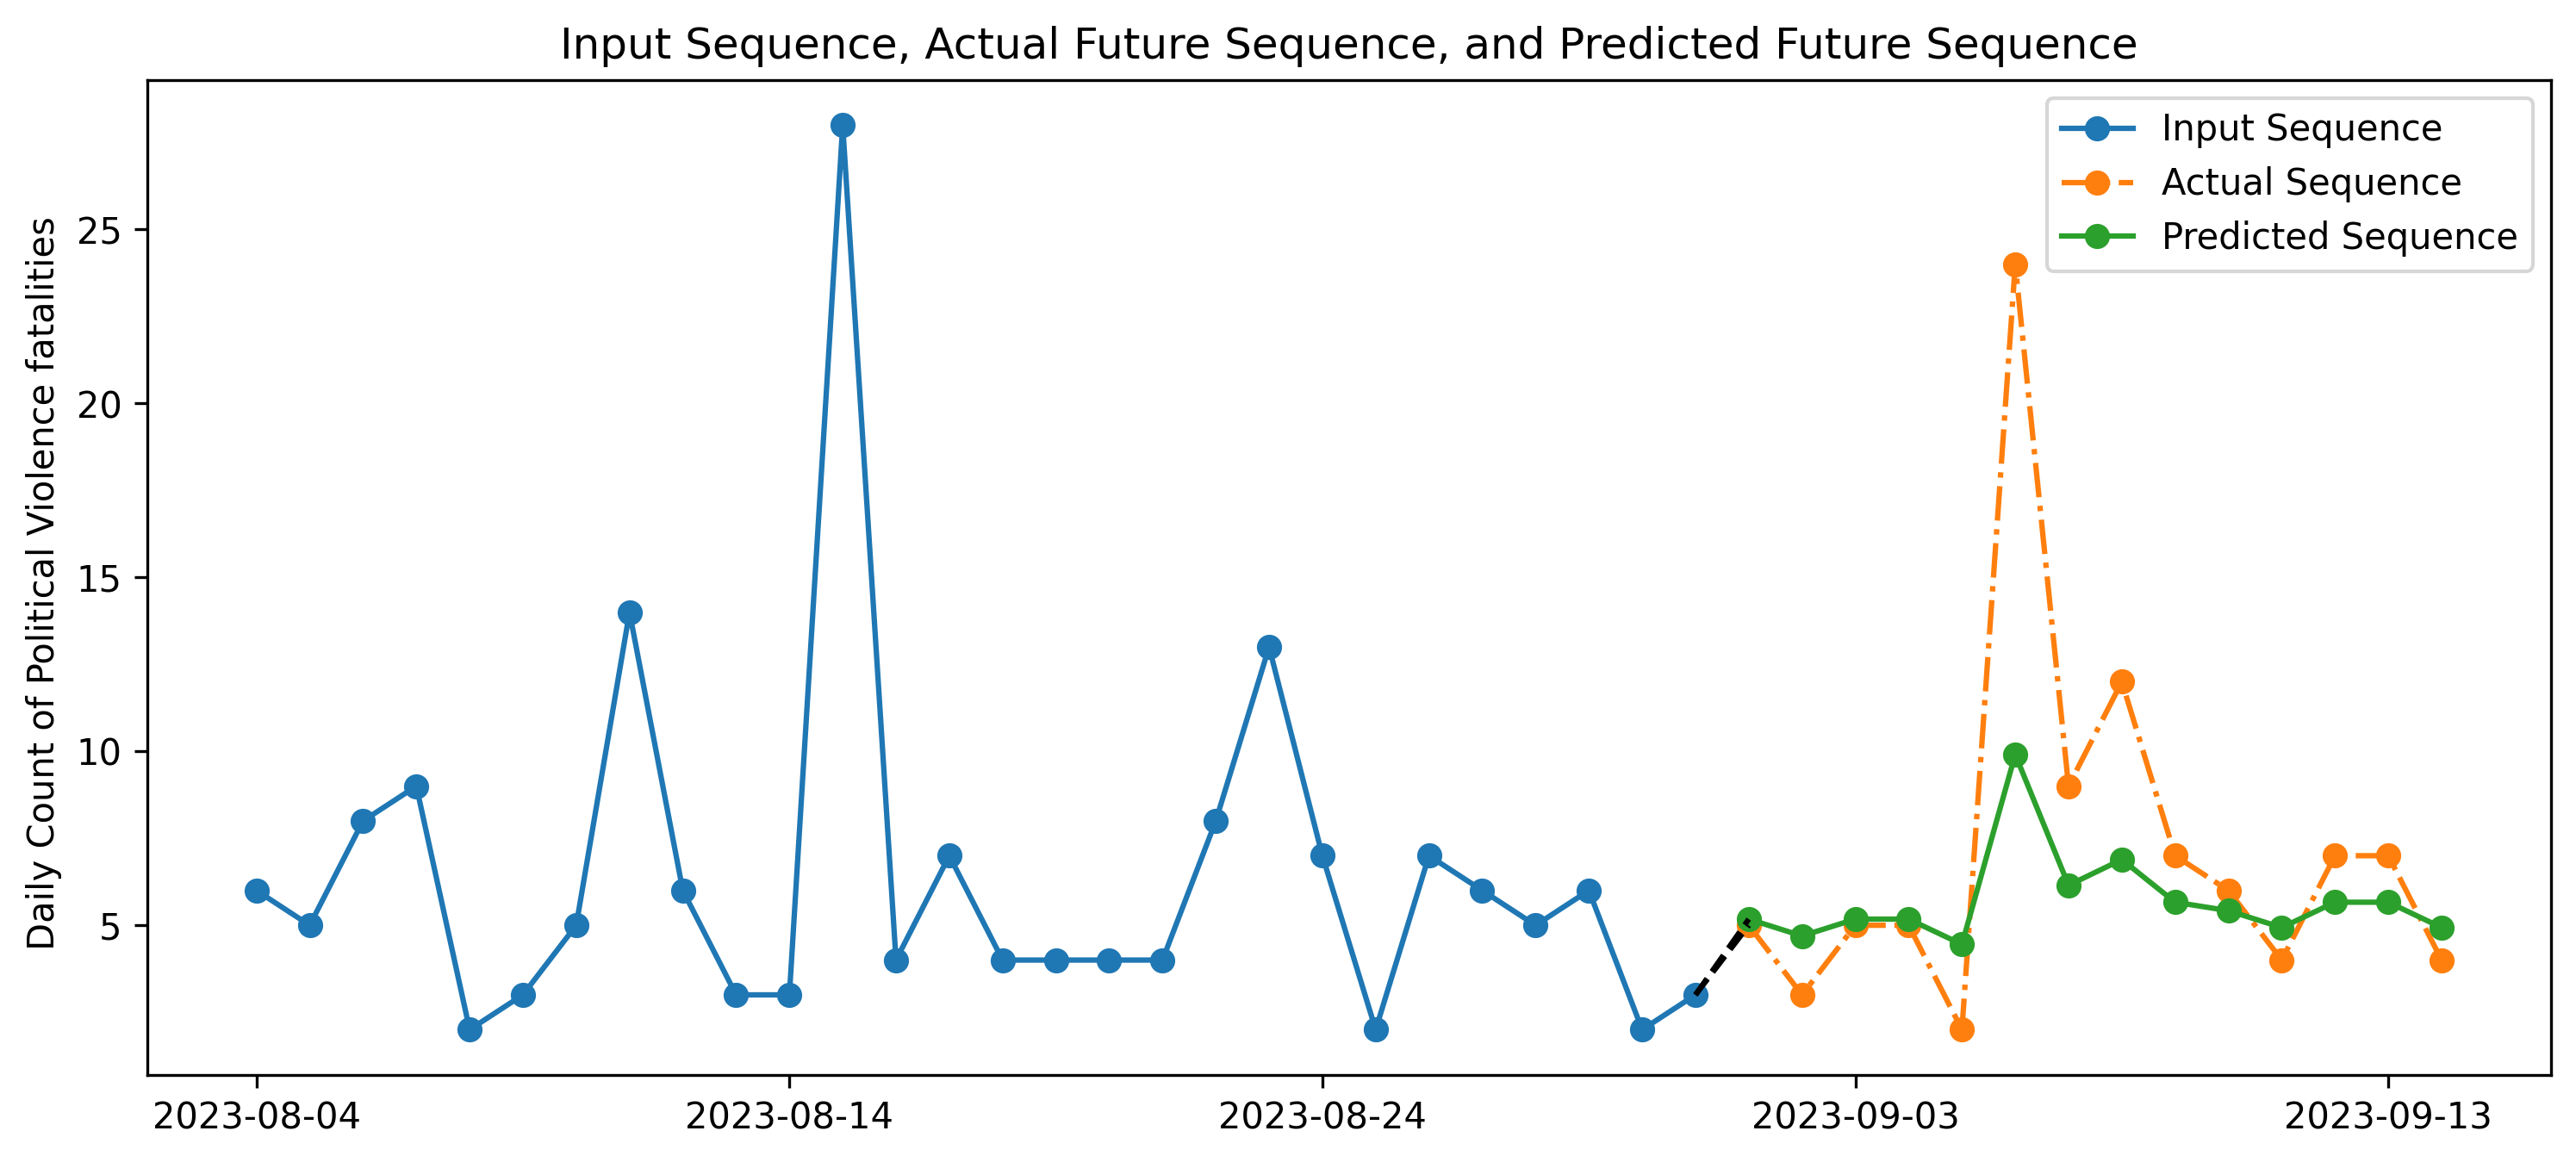 Input Sequence, Actual Future Sequence, and Predicted Future Sequence
Daily Count of Political Violence fatalities
25
20
15
10
5
Input Sequence
Actual Sequence
Predicted Sequence
2023-08-04
2023-08-14
2023-08-24
2023-09-03
2023-09-13